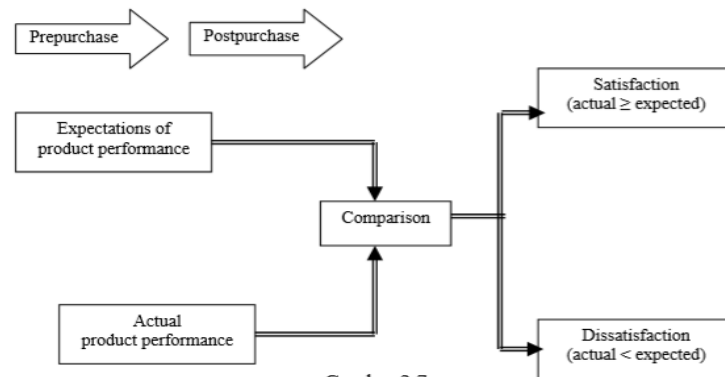 Prepurchase
Postpurchase
Satisfaction
(actual ≥ expected)
Expectations of
product performance
Comparison
Actual
product performance
Dissatisfaction
(actual < expected)